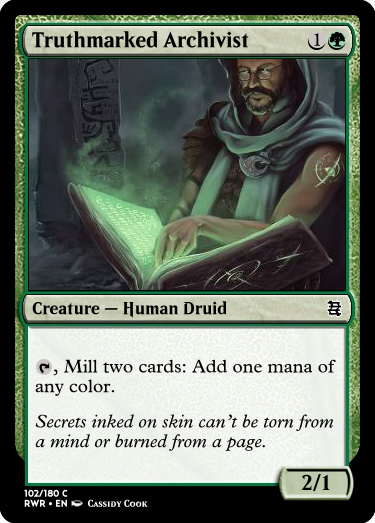 Truthmarked Archivist 1
Creature — Human Druid
, Mill two cards: Add one mana of
any color.
Secrets inked on skin can't be torn from
a mind or burned from a page.
2/1
102/180 C
RWR • EN Cassidy Cook